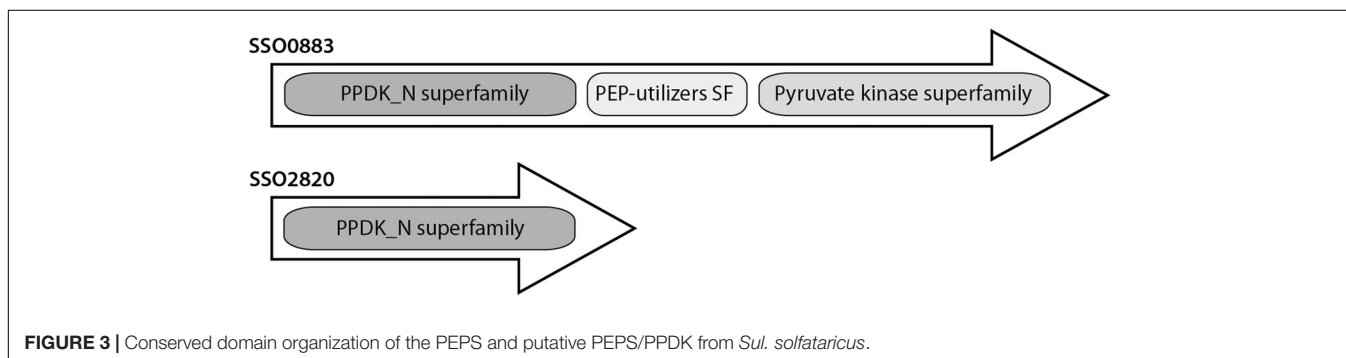 SSO0883
PPDK_N superfamily PEP-utilizers SF Pyruvate kinase superfamily
SSO2820
PPDK_N superfamily
FIGURE 3 | Conserved domain organization of the PEPS and putative PEPS/PPDK from Sul. solfataricus.